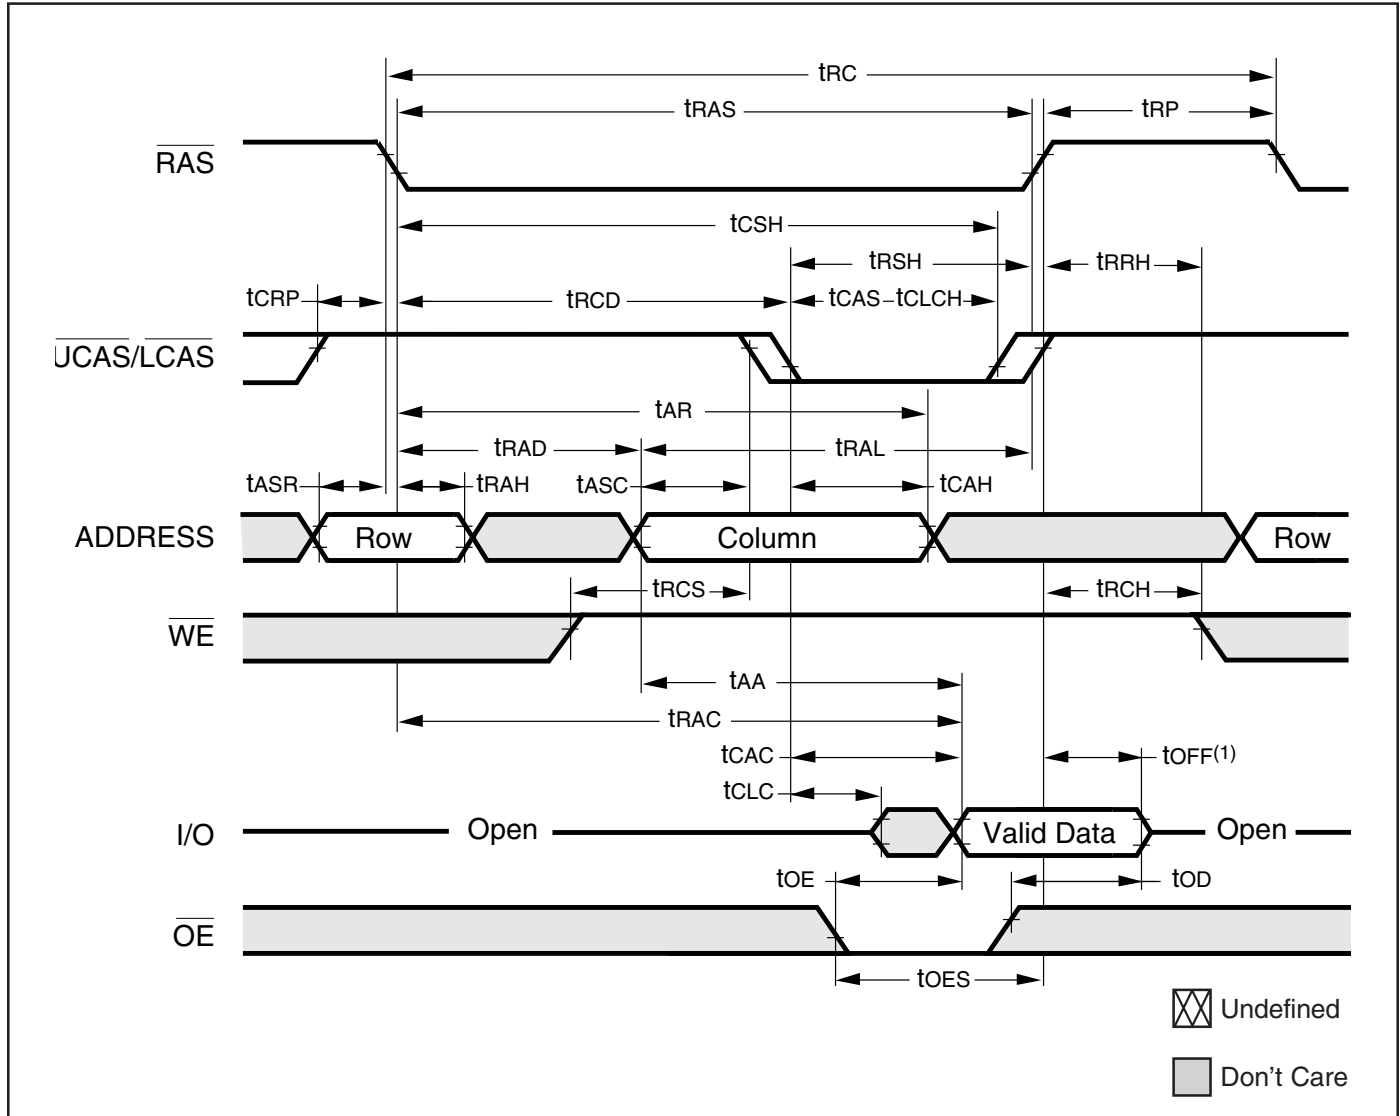 tRC
tRAS tRP
RAS
tCSH
tRSH tRRH
tCRP tRCD tCAS tCLCH
UCAS/LCAS
tAR
tRAD tRAL
tASR tRAH tASC tCAH
ADDRESS Row Column Row
tRCS tRCH
WE
tAA
tRAC
tCAC tOFF(1)
tCLC
I/O Open Valid Data Open
tOE tOD
OE
tOES
Undefined
Don't Care